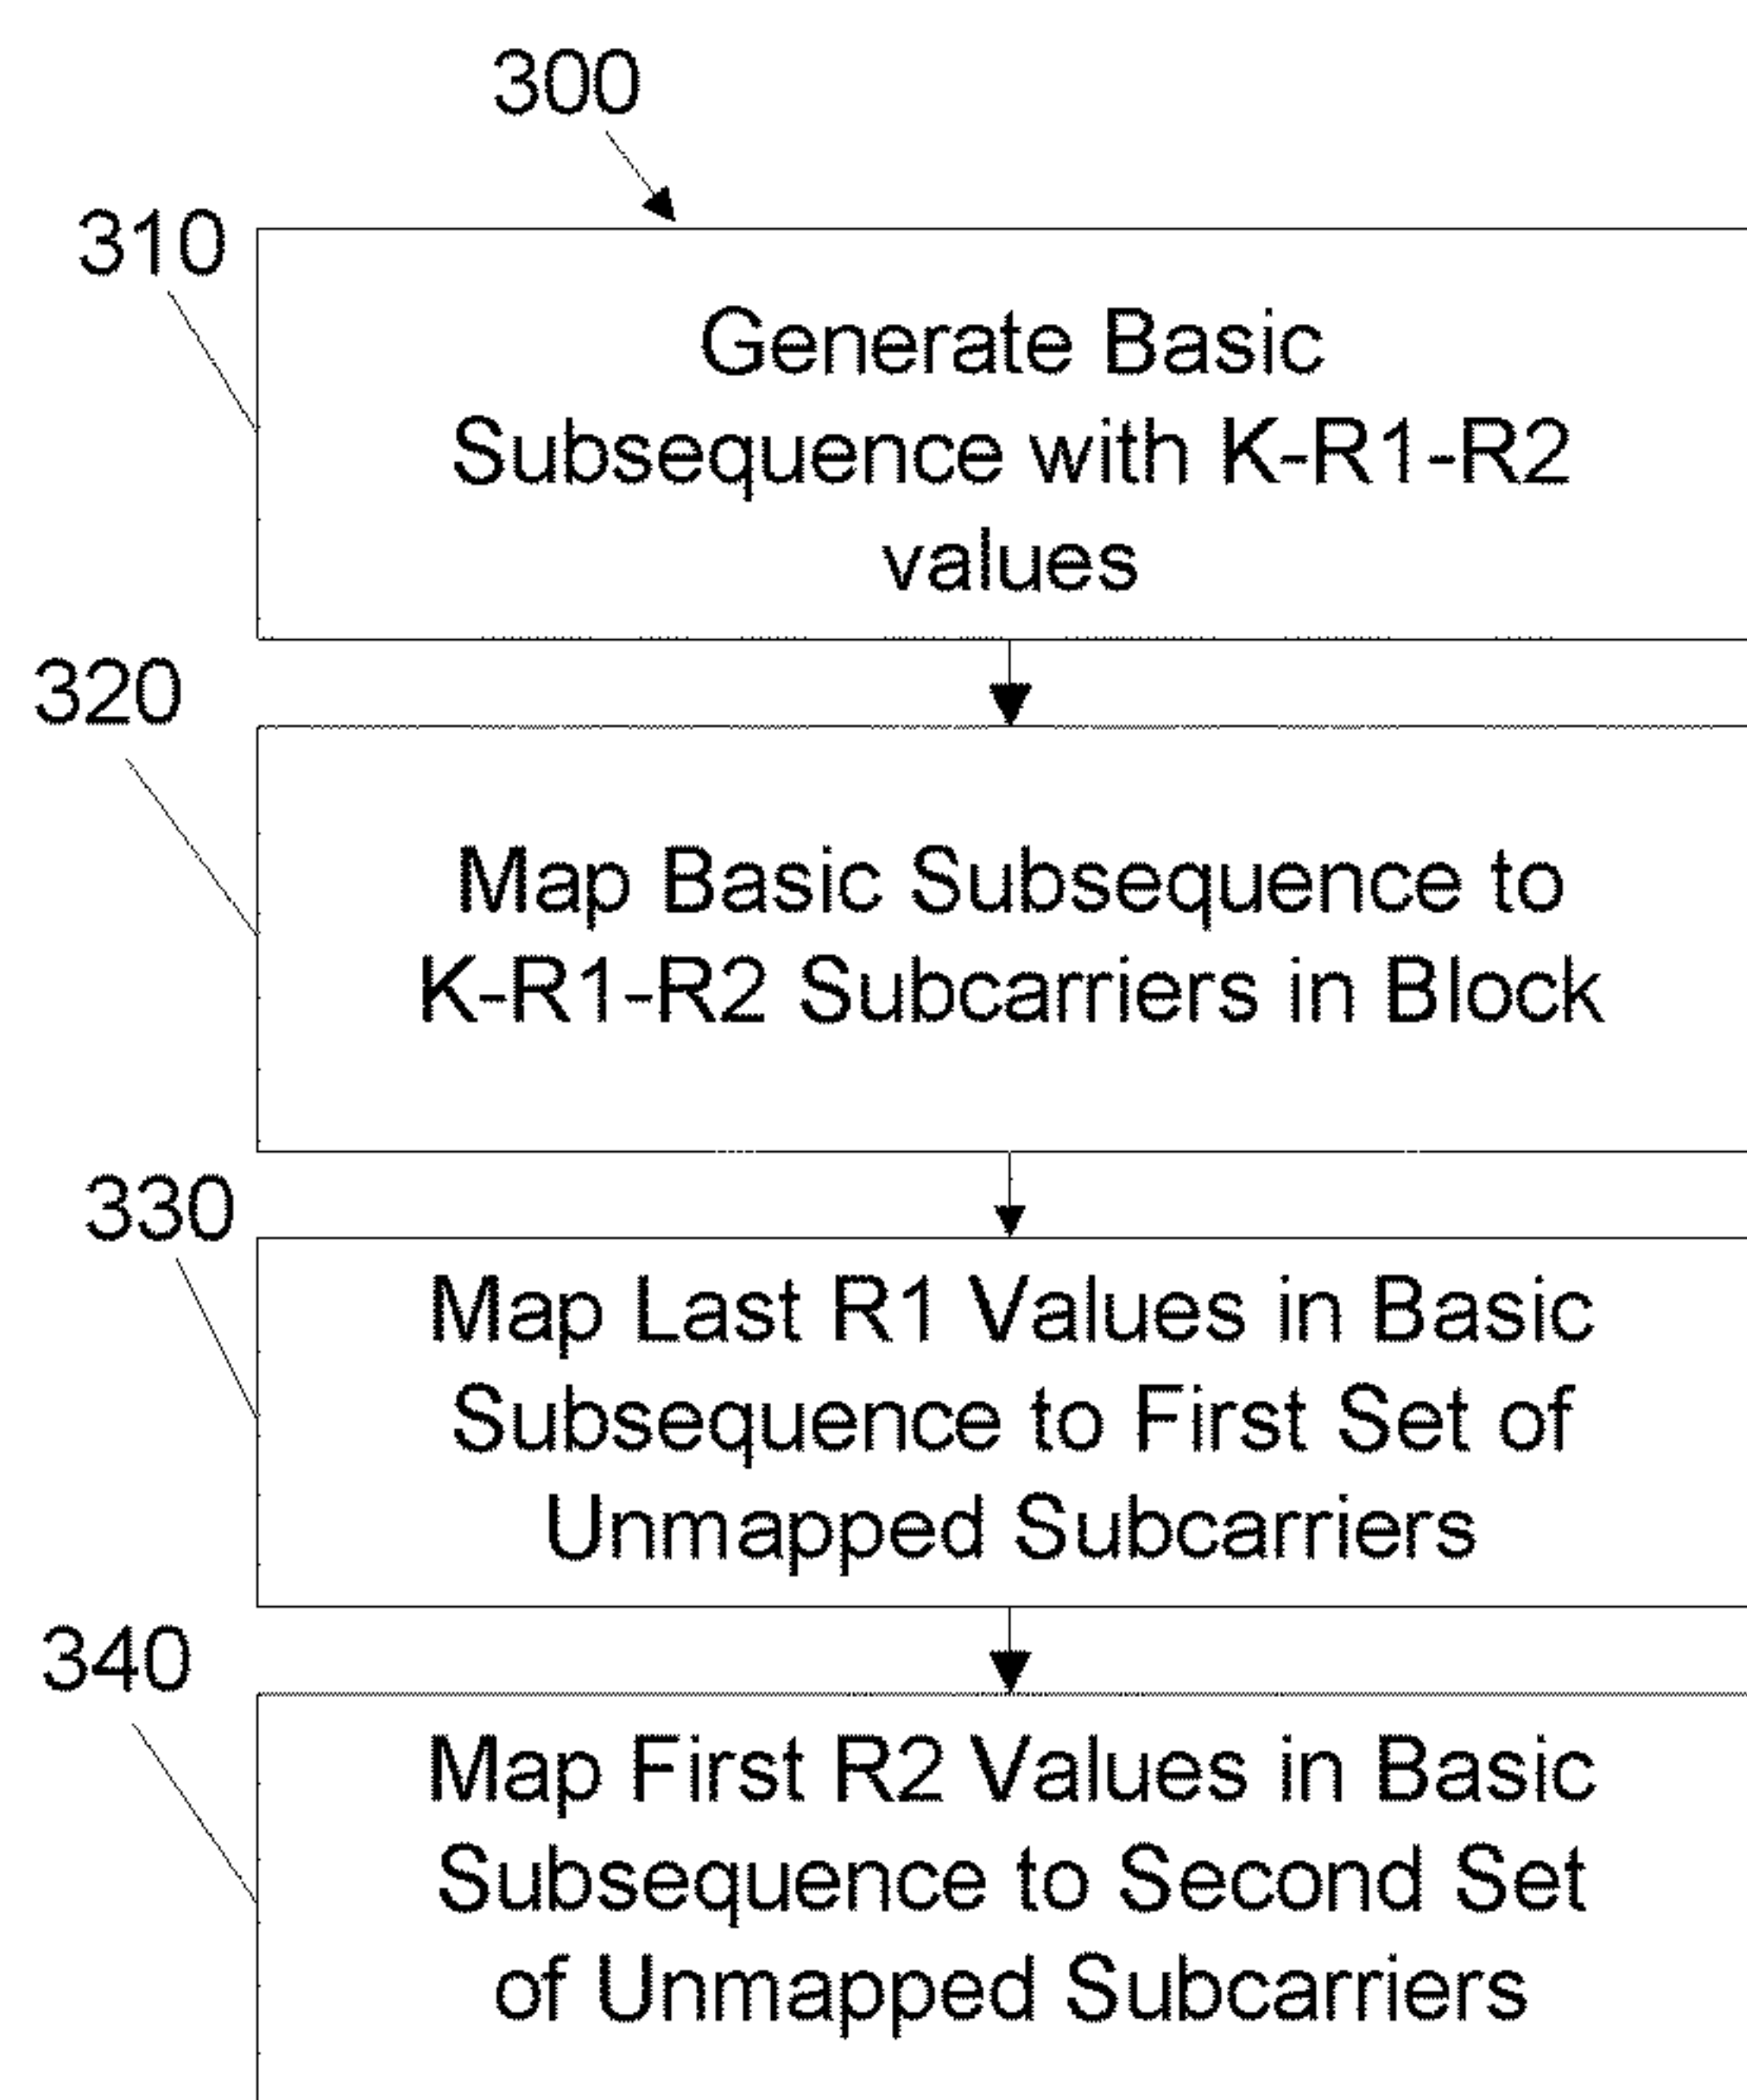 300
310
Generate Basic
Subsequence with K-R1-R2
values
320
Map Basic Subsequence to
K-R1-R2 Subcarriers in Block
330
Map Last R1 Values in Basic
Subsequence to First Set of
Unmapped Subcarriers
340
Map First R2 Values in Basic
Subsequence to Second Set
of Unmapped Subcarriers